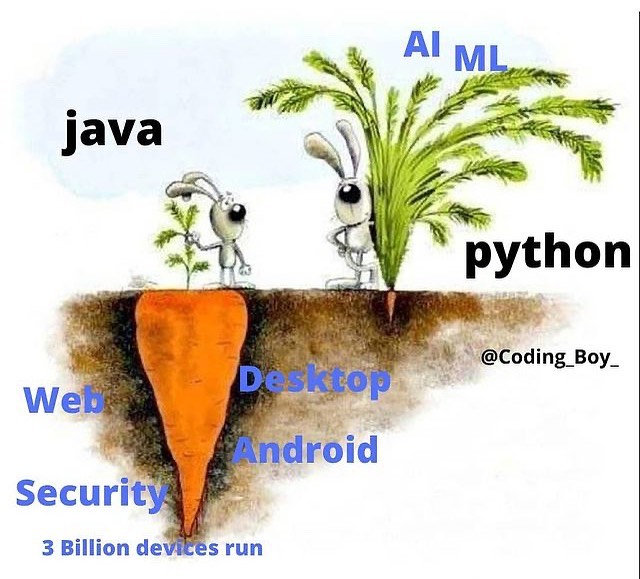 AI ML
java
python
@Coding_Boy_
Desktop
Web
Android
Security
3 Billion devices run